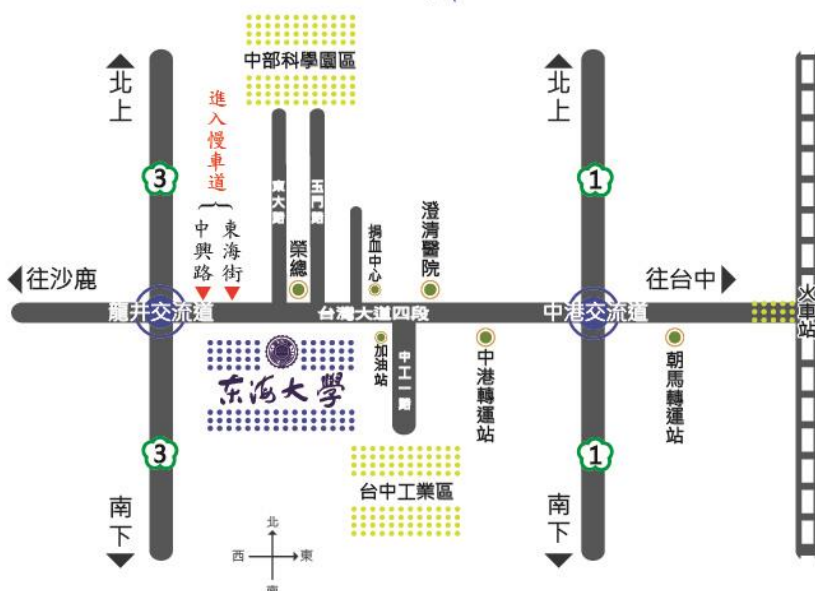 中部科學園區
北上
北上
進入慢車道
3
1
東大路
玉門路
中興路
東海街
榮總
捐血中心
澄清醫院
往沙鹿
往台中
龍井交流道
台灣大道四段
中港交流道
火車站
东海大學
加油站
中工一路
中港轉運站
朝馬轉運站
3
1
台中工業區
南下
南下
北
西
東
南